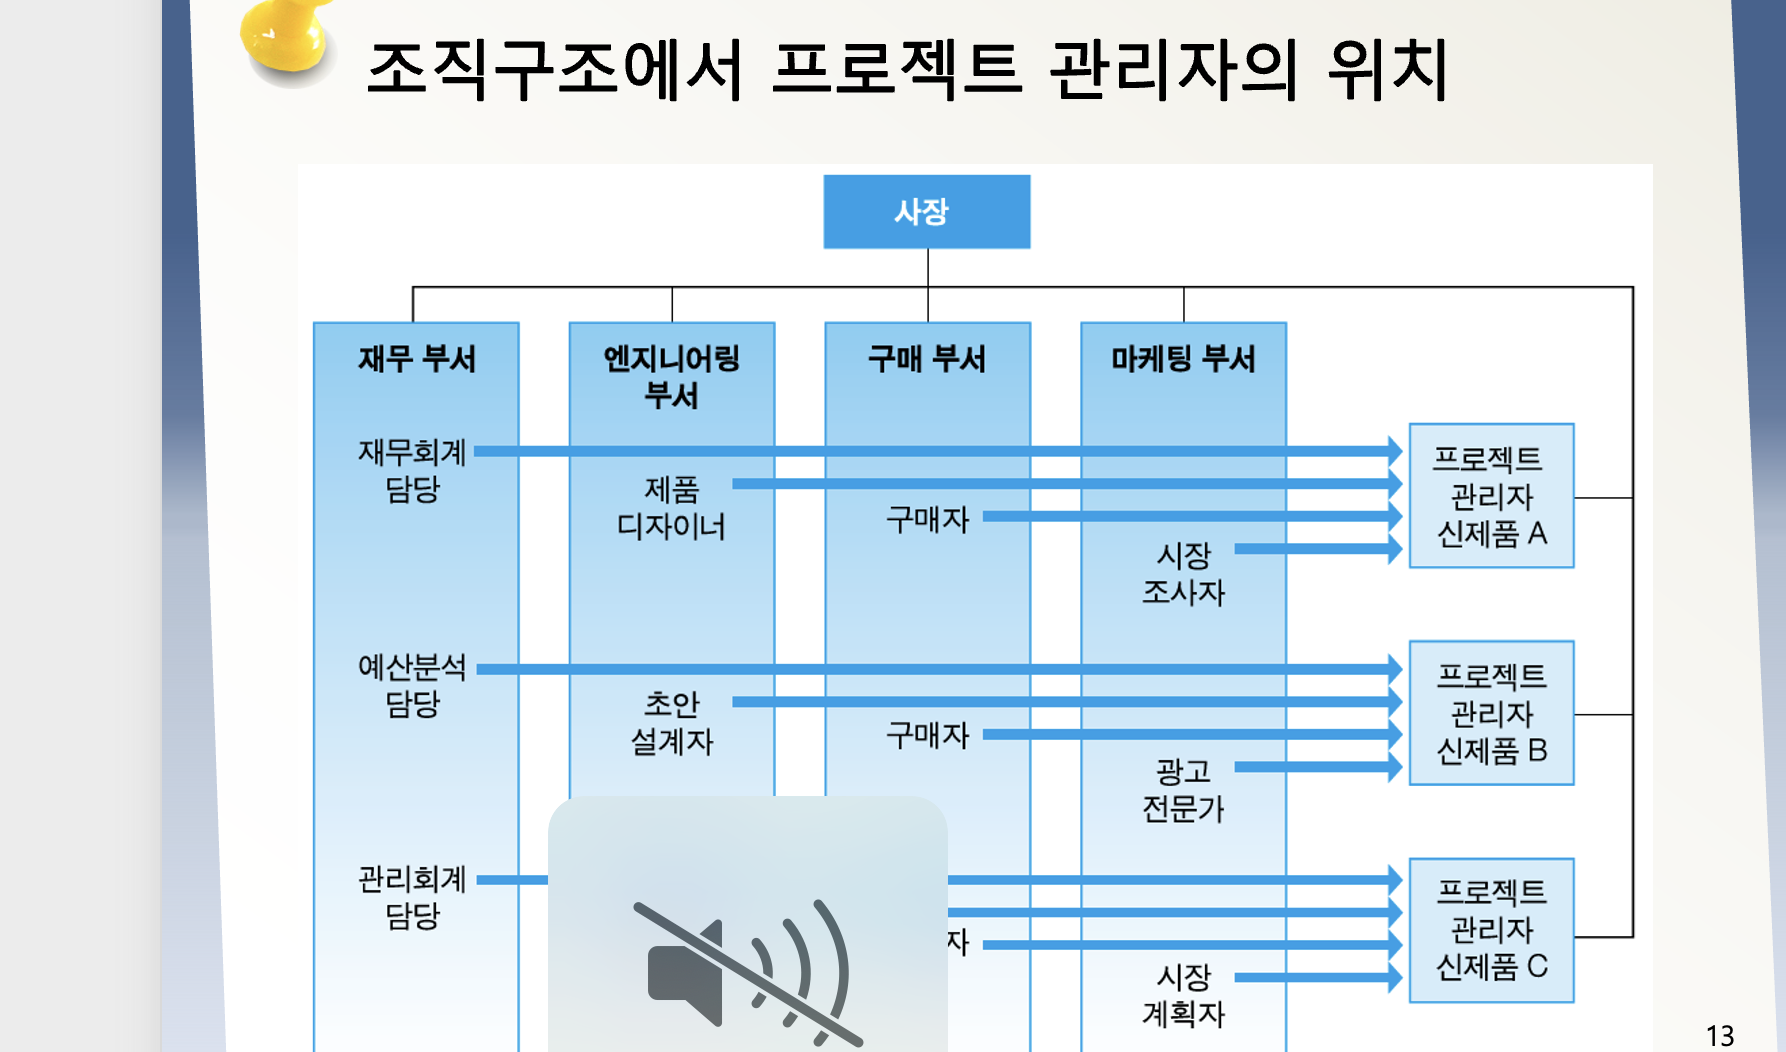 조직구조에서 프로젝트 관리자의 위치
사장
재무 부서
엔지니어링
부서
구매 부서
마케팅 부서
재무회계
담당
제품
디자이너
구매자
시장
조사자
프로젝트
관리자
신제품 A
예산분석
담당
초안
설계자
구매자
광고
전문가
프로젝트
관리자
신제품 B
관리회계
담당
자
시장
계획자
프로젝트
관리자
신제품 C
13